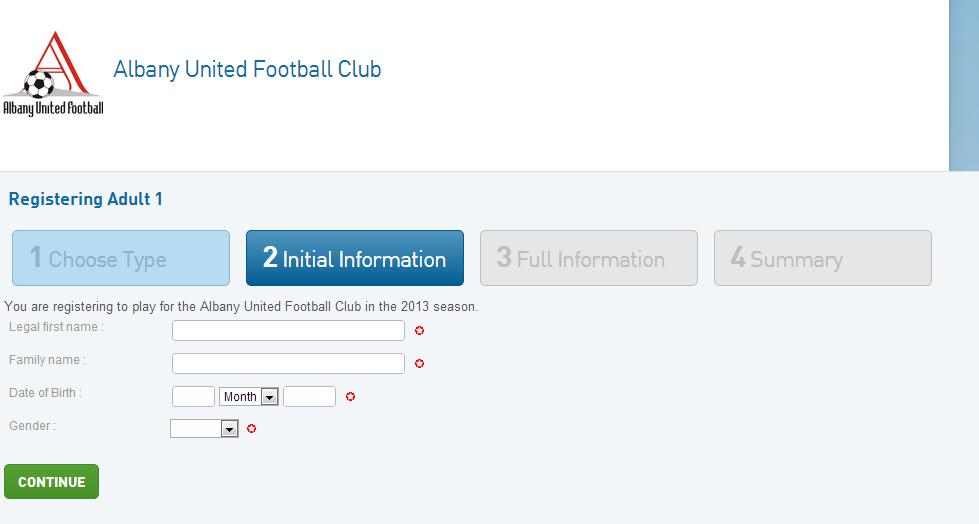 Albany United Football
Albany United Football Club
Registering Adult 1
1 Choose Type
2 Initial Information
3 Full Information
4 Summary
You are registering to play for the Albany United Football Club in the 2013 season.
Legal first name :
Family name :
Date of Birth :
Month
Gender :
CONTINUE